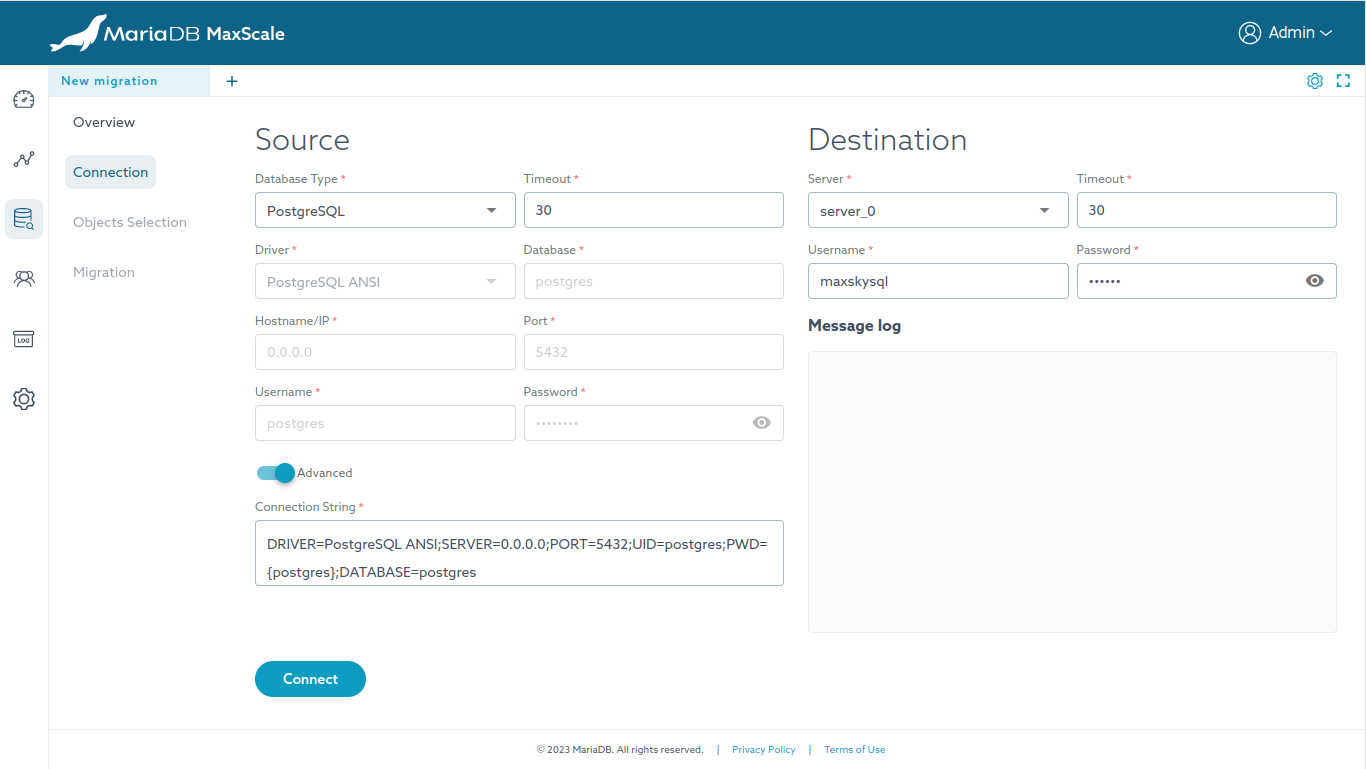 MariaDB MaxScale
Admin
New migration
+
Overview
Connection
Objects Selection
Migration
LOG
Source
Database Type *
PostgreSQL
Timeout *
30
Driver *
PostgreSQL ANSI
Database *
postgres
Hostname/IP *
0.0.0.0
Port *
5432
Username *
postgres
Password *
••••••••
Advanced
Connection String *
DRIVER=PostgreSQL ANSI;SERVER=0.0.0.0;PORT=5432;UID=postgres;PWD=
{postgres};DATABASE=postgres
Connect
Destination
Server *
server_0
Timeout *
30
Username *
maxskysql
Password *
••••••
Message log
© 2023 MariaDB. All rights reserved. | Privacy Policy | Terms of Use